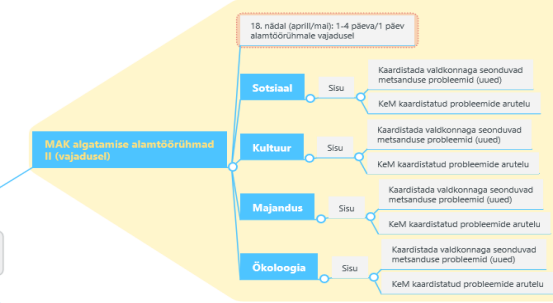 18. nädal (aprill/mai): 1-4 päeva/1 päev
alamtöörühmale vajadusel
Sotsiaal
Sisu
Kaardistada valdkonnaga seonduvad
metsanduse probleemid (uued)
KeM kaardistatud probleemide arutelu
MAK algatamise alamtöörühmad
II (vajadusel)
Kultuur
Sisu
Kaardistada valdkonnaga seonduvad
metsanduse probleemid (uued)
KeM kaardistatud probleemide arutelu
Majandus
Sisu
Kaardistada valdkonnaga seonduvad
metsanduse probleemid (uued)
KeM kaardistatud probleemide arutelu
Ökoloogia
Sisu
Kaardistada valdkonnaga seonduvad
metsanduse probleemid (uued)
KeM kaardistatud probleemide arutelu